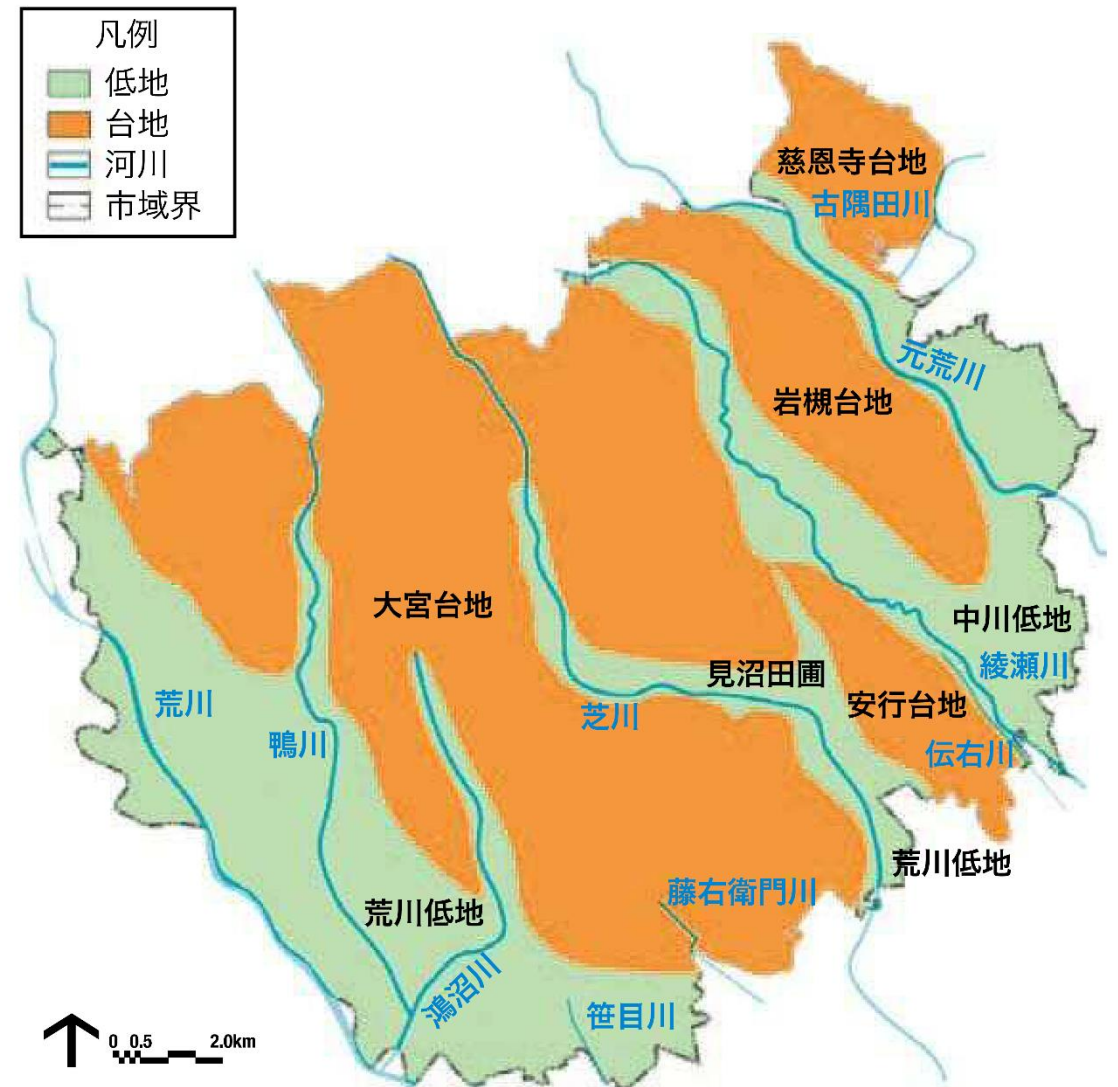 凡例
低地
台地
河川
市域界
慈恩寺台地
古隅田川
元荒川
岩槻台地
大宮台地
中川低地
見沼田圃
綾瀬川
荒川
安行台地
芝川
鴨川
伝右川
荒川低地
藤右衛門川
荒川低地
鴻沼川
笹目川
0 0.5 2.0km